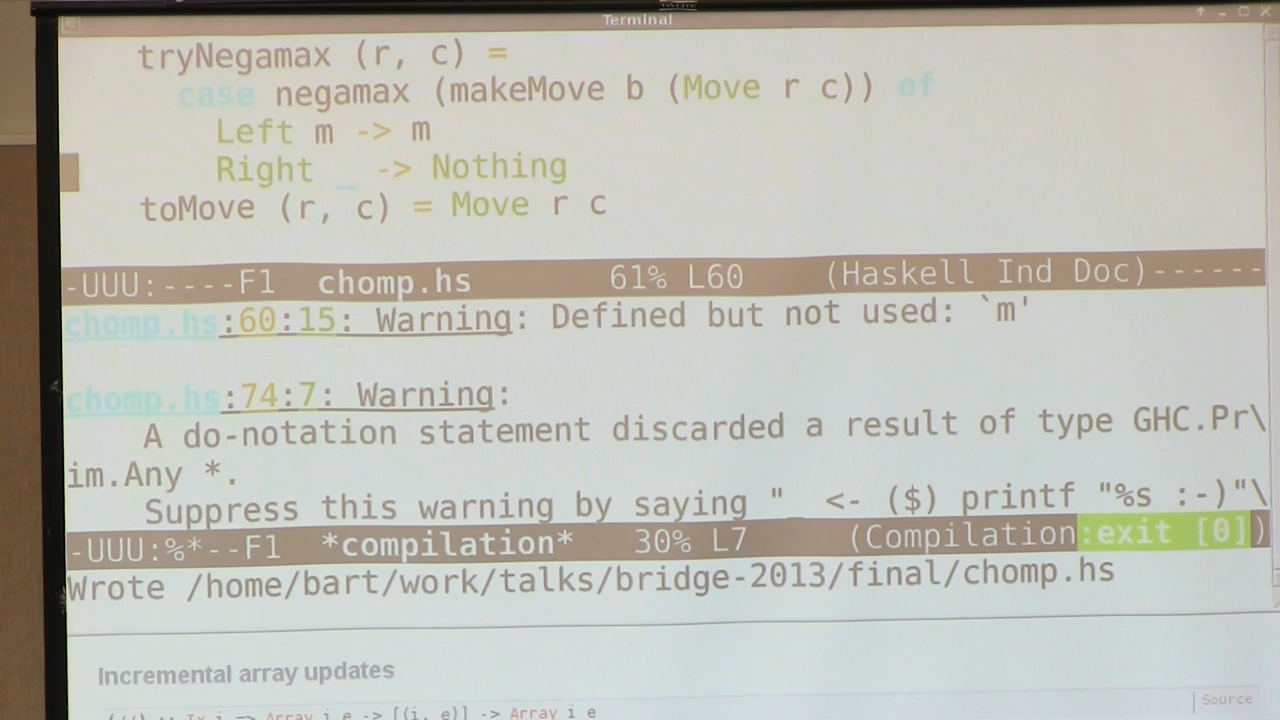 Terminal
tryNegamax (r, c) =
case negamax (makeMove b (Move r c)) of
Left m -> m
Right _ -> Nothing
toMove (r, c) = Move r c
-UUU:----F1 chomp.hs 61% L60 (Haskell Ind Doc)------
chomp.hs:60:15: Warning: Defined but not used: `m'
chomp.hs:74:7: Warning:
A do-notation statement discarded a result of type GHC.Pr\
im.Any *.
Suppress this warning by saying "_ <- ($) printf "%s :-)"\
-UUU:%*--F1 *compilation* 30% L7 (Compilation:exit [0])
Wrote /home/bart/work/talks/bridge-2013/final/chomp.hs
Incremental array updates
Source
(//) :: Ix i => Array i e -> [(i, e)] -> Array i e